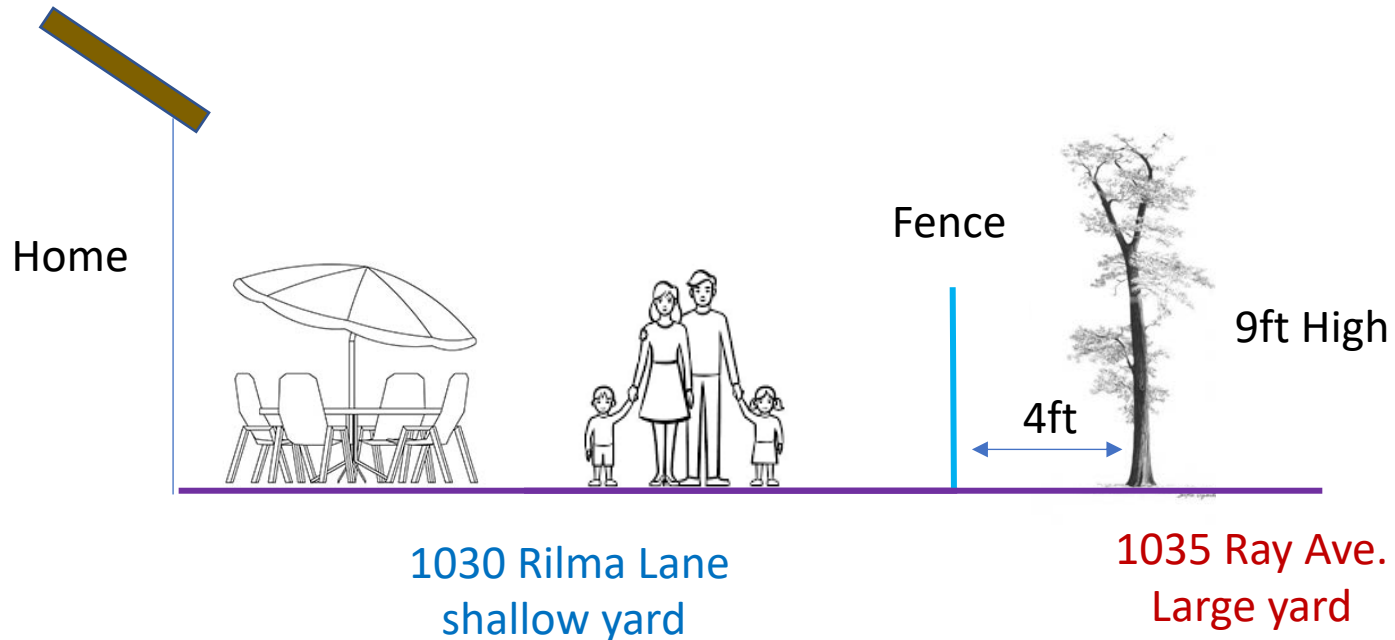 Home
Fence
9ft High
4ft
1030 Rilma Lane
shallow yard
1035 Ray Ave.
Large yard